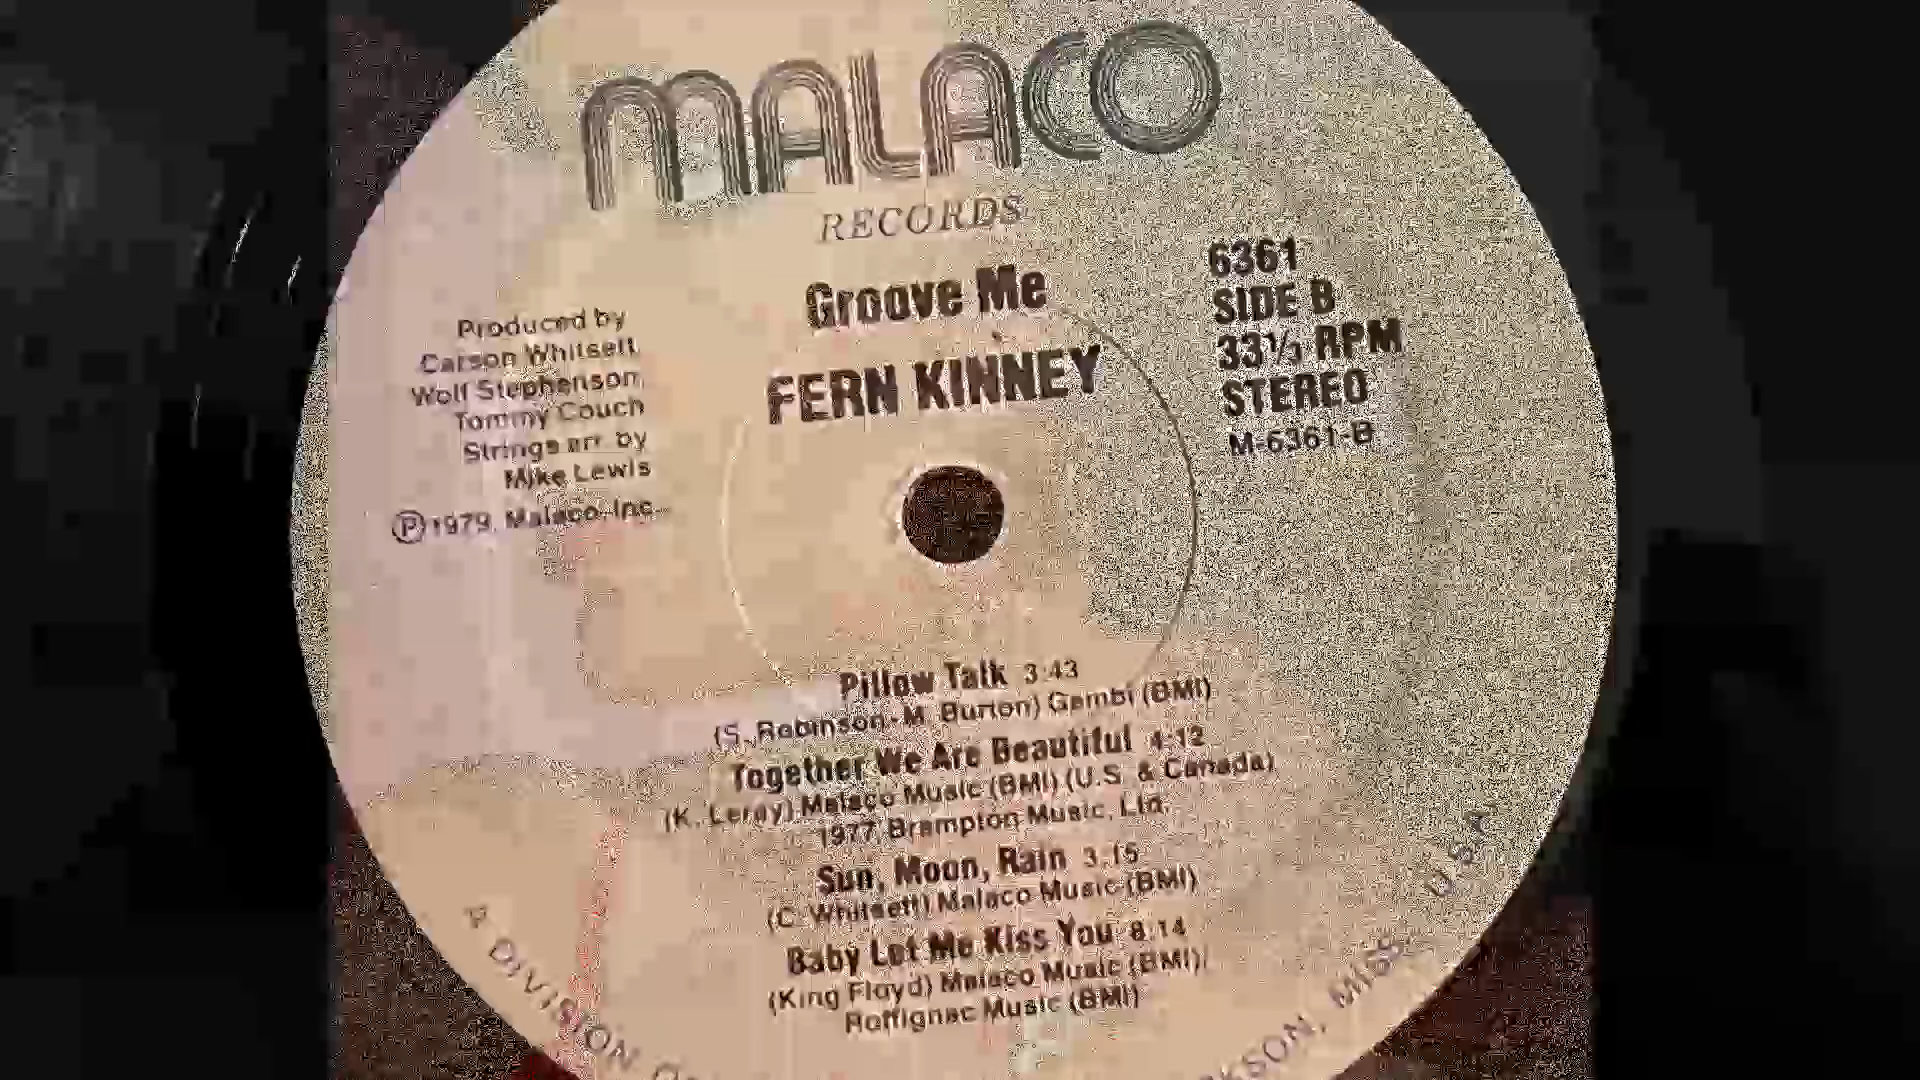 MALACO
RECORDS
Groove Me
FERN KINNEY
6361
SIDE B
33⅓ RPM
STEREO
M-6361-B
Produced by
Carson Whitsett
Wolf Stephenson
Tommy Couch
Strings arr. by
Mike Lewis
Ⓟ1979, Malaco, Inc.
Pillow Talk 3:43
(S. Robinson-M. Burton) Gambi (BMI)
Together We Are Beautiful 4:12
(K. Leray) Malaco Music (BMI) (U.S. & Canada)
1977 Brampton Music, Ltd.
Sun, Moon, Rain 3:15
(C. Whitsett) Malaco Music (BMI)
Baby Let Me Kiss You 8:14
(King Floyd) Malaco Music (BMI)
Roffignac Music (BMI)
A DIVISION
KSON, MISS. U.S.A.